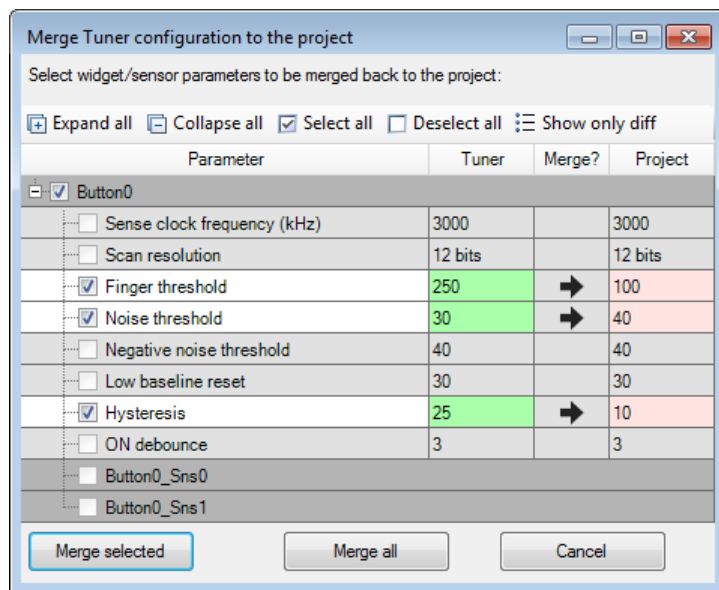 Merge Tuner configuration to the project
Select widget/sensor parameters to be merged back to the project:
Expand all Collapse all Select all Deselect all Show only diff
Parameter Tuner Merge? Project
Button0
Sense clock frequency (kHz) 3000 3000
Scan resolution 12 bits 12 bits
Finger threshold 250 100
Noise threshold 30 40
Negative noise threshold 40 40
Low baseline reset 30 30
Hysteresis 25 10
ON debounce 3 3
Button0_Sns0
Button0_Sns1
Merge selected Merge all Cancel